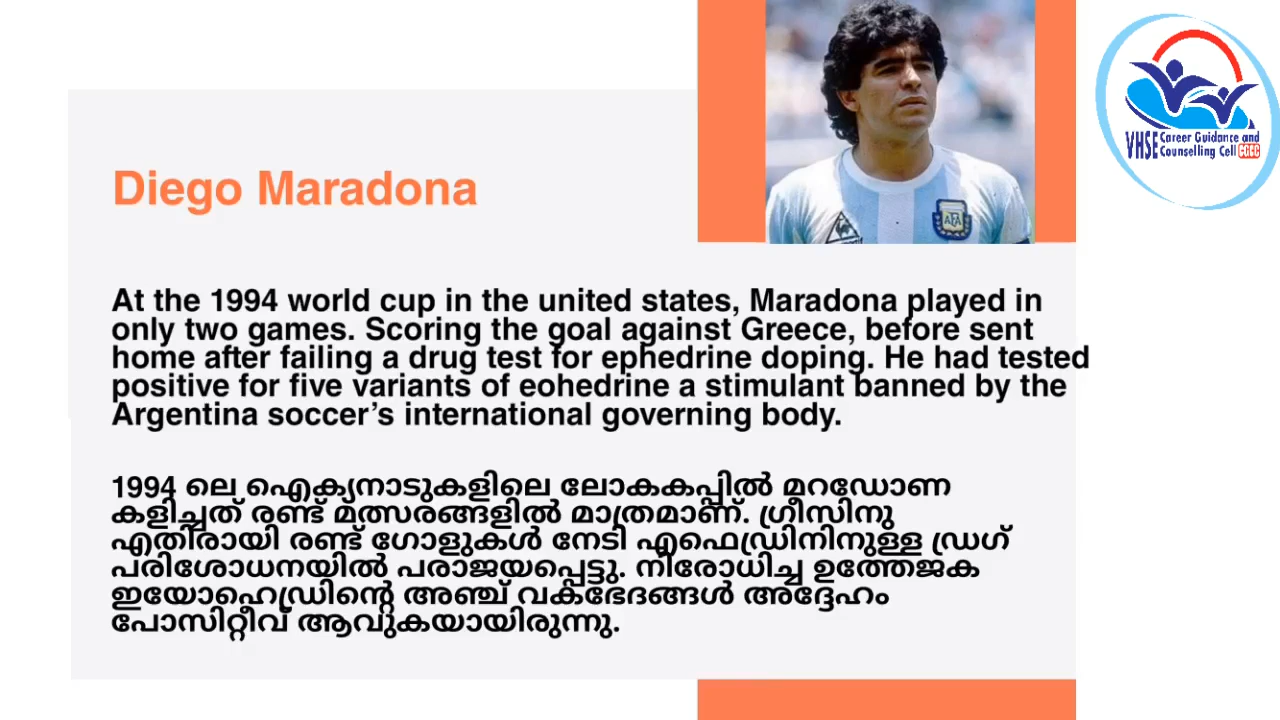 VHSE Career Guidance and
Counselling Cell CGCC
AFA
Diego Maradona
At the 1994 world cup in the united states, Maradona played in
only two games. Scoring the goal against Greece, before sent
home after failing a drug test for ephedrine doping. He had tested
positive for five variants of eohedrine a stimulant banned by the
Argentina soccer’s international governing body.
1994 ലെ ഐക്യനാടുകളിലെ ലോകകപ്പിൽ മറഡോണ
കളിച്ചത് രണ്ട് മത്സരങ്ങളിൽ മാത്രമാണ്. ഗ്രീസിനു
എതിരായി രണ്ട് ഗോളുകൾ നേടി എഫെഡ്രിനിനുള്ള ഡ്രഗ്
പരിശോധനയിൽ പരാജയപ്പെട്ടു. നിരോധിച്ച ഉത്തേജക
ഇയോഹെഡ്രിന്റെ അഞ്ച് വകഭേദങ്ങൾ അദ്ദേഹം
പോസിറ്റീവ് ആവുകയായിരുന്നു.